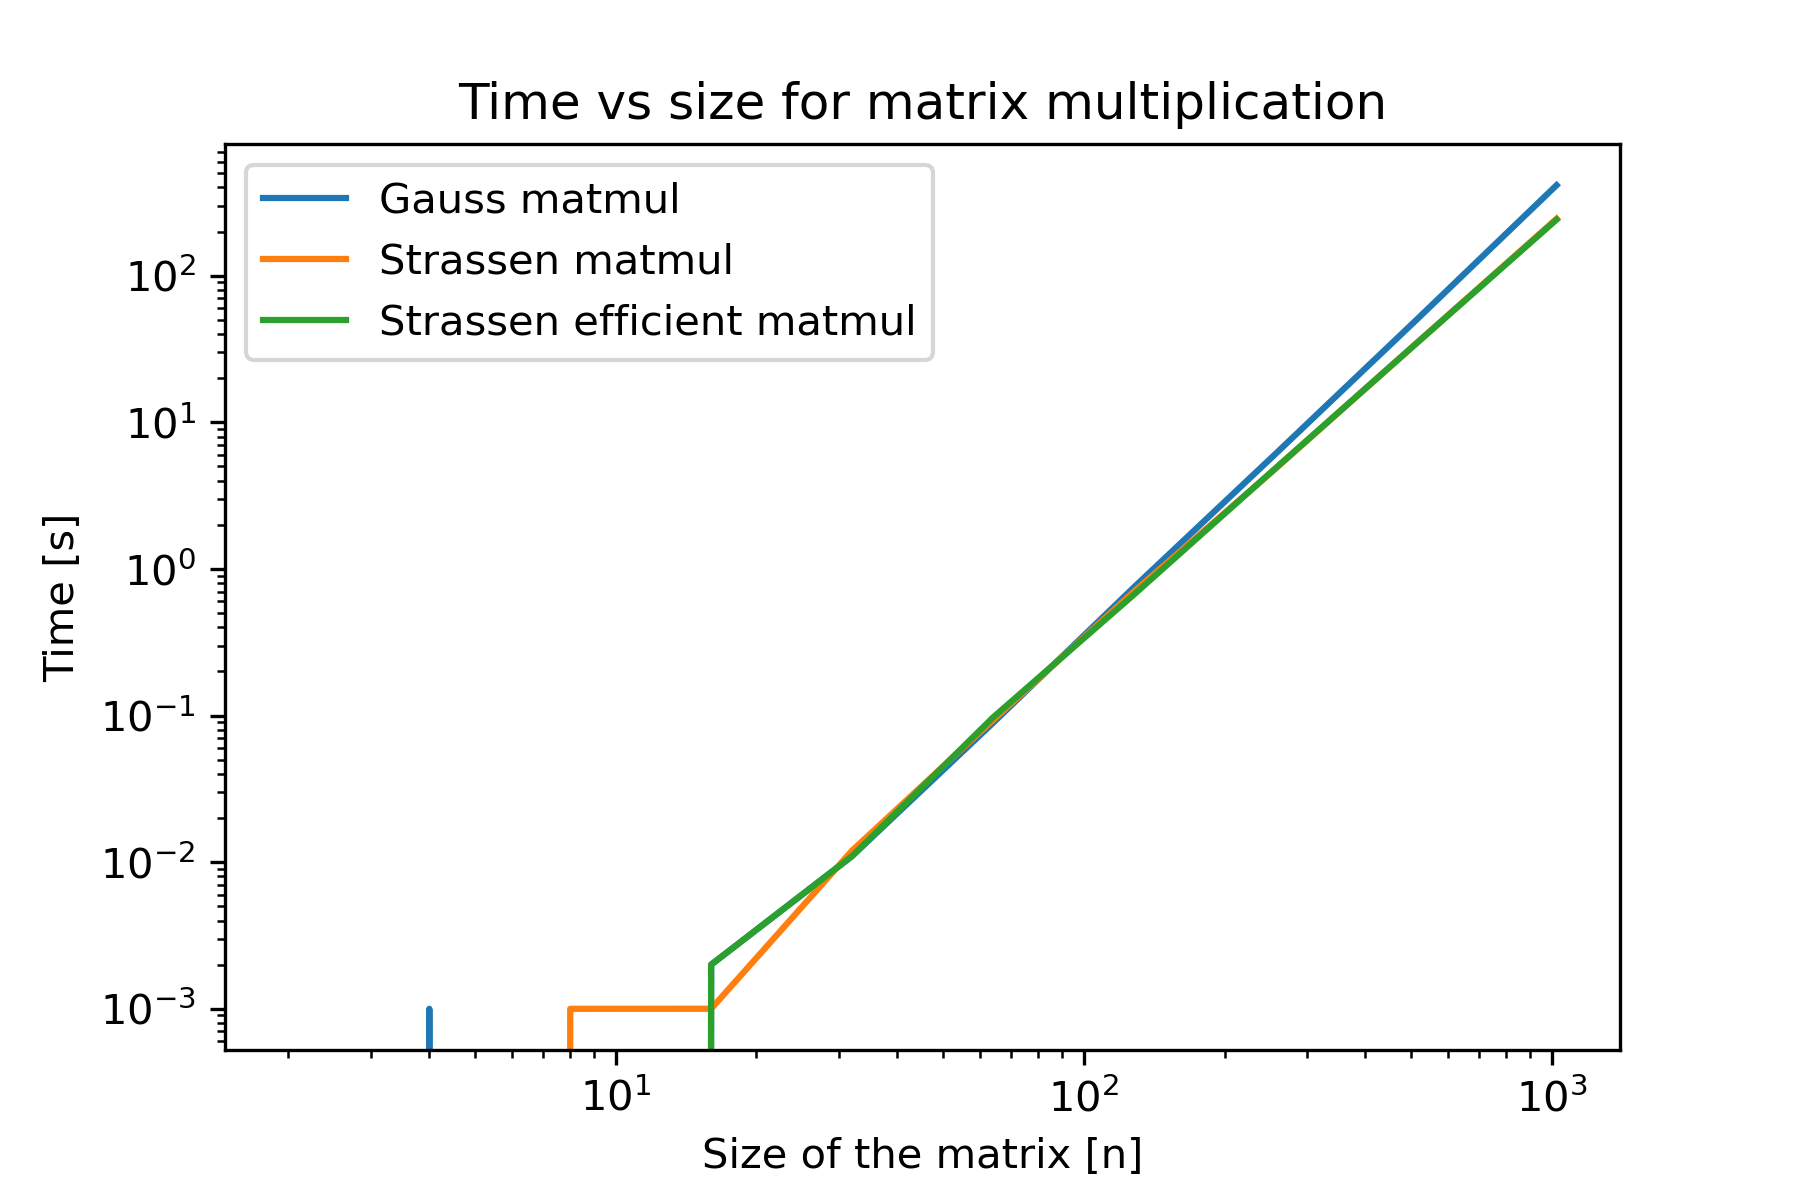 Time vs size for matrix multiplication
Gauss matmul
Strassen matmul
Strassen efficient matmul
Time [s]
10²
10¹
10⁰
10⁻¹
10⁻²
10⁻³
10¹ 10² 10³
Size of the matrix [n]